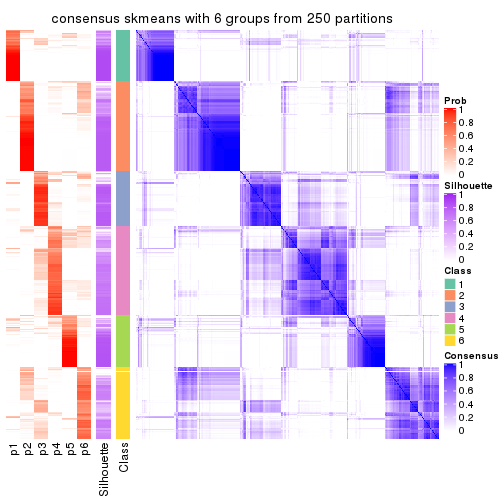 consensus skmeans with 6 groups from 250 partitions
Prob
1
0.8
0.6
0.4
0.2
0
Silhouette
1
0.8
0.6
0.4
0.2
0
Class
1
2
3
4
5
6
Consensus
1
0.8
0.6
0.4
0.2
0
p1
p2
p3
p4
p5
p6
Silhouette
Class